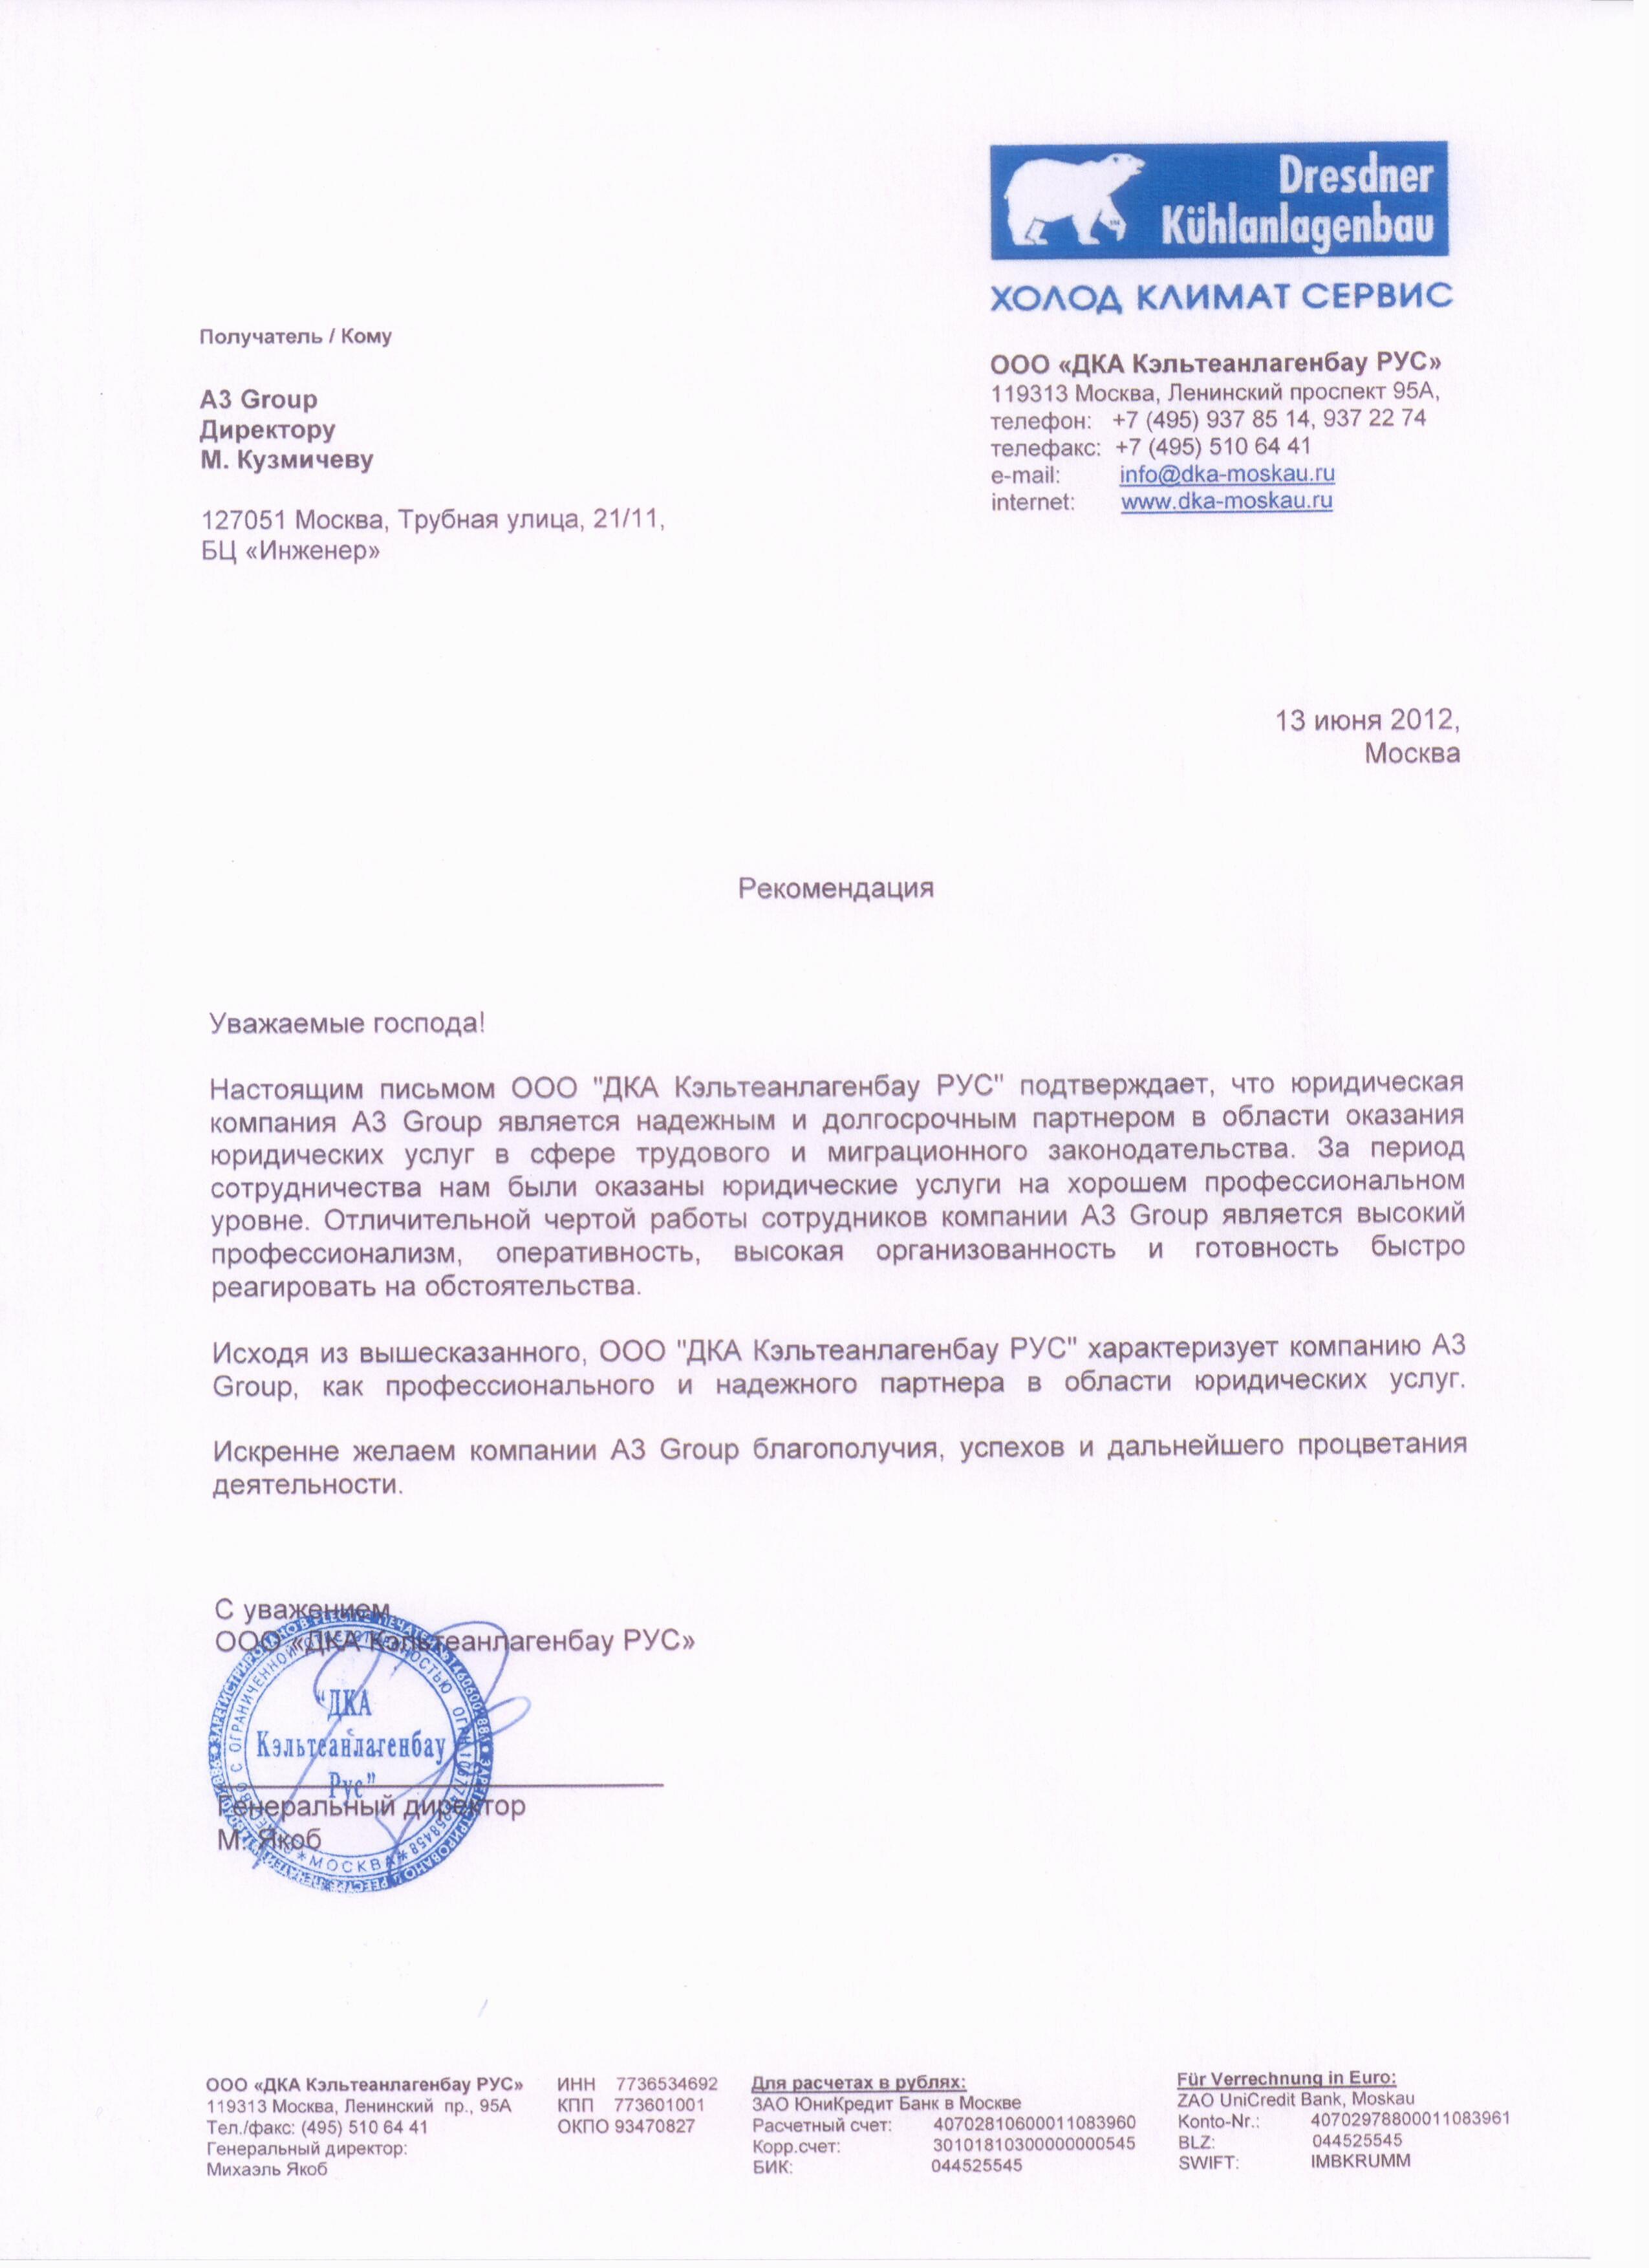 Dresdner
Kühlanlagenbau
ХОЛОД КЛИМАТ СЕРВИС
Получатель / Кому
A3 Group
Директору
М. Кузмичеву
127051 Москва, Трубная улица, 21/11,
БЦ «Инженер»
ООО «ДКА Кэльтеанлагенбау РУС»
119313 Москва, Ленинский проспект 95А,
телефон: +7 (495) 937 85 14, 937 22 74
телефакс: +7 (495) 510 64 41
e-mail: info@dka-moskau.ru
internet: www.dka-moskau.ru
13 июня 2012,
Москва
Рекомендация
Уважаемые господа!
Настоящим письмом ООО "ДКА Кэльтеанлагенбау РУС" подтверждает, что юридическая
компания A3 Group является надежным и долгосрочным партнером в области оказания
юридических услуг в сфере трудового и миграционного законодательства. За период
сотрудничества нам были оказаны юридические услуги на хорошем профессиональном
уровне. Отличительной чертой работы сотрудников компании A3 Group является высокий
профессионализм, оперативность, высокая организованность и готовность быстро
реагировать на обстоятельства.
Исходя из вышесказанного, ООО "ДКА Кэльтеанлагенбау РУС" характеризует компанию A3
Group, как профессионального и надежного партнера в области юридических услуг.
Искренне желаем компании A3 Group благополучия, успехов и дальнейшего процветания
деятельности.
С уважением
ООО «ДКА Кэльтеанлагенбау РУС»
"ДКА
Кэльтеанлагенбау
Рус"
С ОГРАНИЧЕННОЙ ОТВЕТСТВЕННОСТЬЮ
*МОСКВА*
Генеральный директор
М. Якоб
ООО «ДКА Кэльтеанлагенбау РУС»
119313 Москва, Ленинский пр., 95А
Тел./факс: (495) 510 64 41
Генеральный директор:
Михаэль Якоб
ИНН 7736534692
КПП 773601001
ОКПО 93470827
Для расчетах в рублях:
ЗАО ЮниКредит Банк в Москве
Расчетный счет: 40702810600011083960
Корр.счет: 30101810300000000545
БИК: 044525545
Für Verrechnung in Euro:
ZAO UniCredit Bank, Moskau
Konto-Nr.: 40702978800011083961
BLZ: 044525545
SWIFT: IMBKRUMM